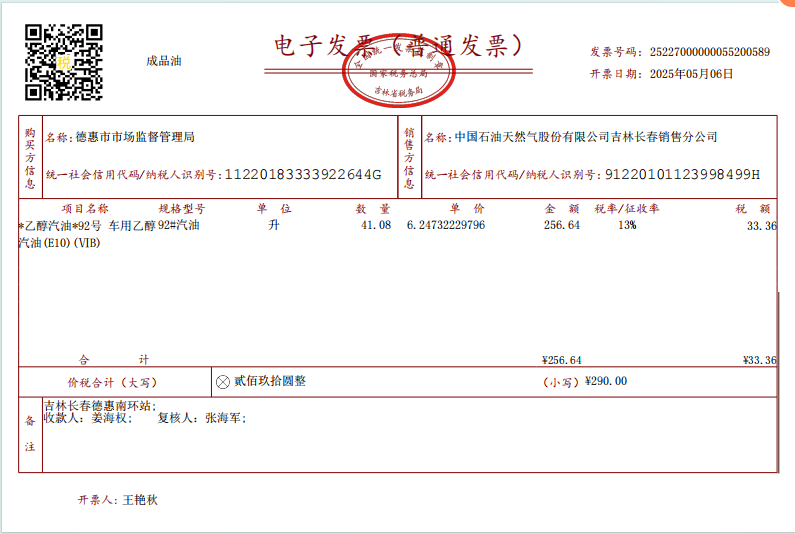 电子发票（普通发票）
全国统一发票监制章
国家税务总局
吉林省税务局
税
成品油
发票号码：25227000000055200589
开票日期：2025年05月06日
购买方信息
名称：德惠市市场监督管理局
统一社会信用代码/纳税人识别号：11220183333922644G
销售方信息
名称：中国石油天然气股份有限公司吉林长春销售分公司
统一社会信用代码/纳税人识别号：91220101123998499H
项目名称 规格型号 单 位 数 量 单 价 金 额 税率/征收率 税 额
*乙醇汽油*92号 车用乙醇 92#汽油 升 41.08 6.24732229796 256.64 13% 33.36
汽油(E10)(VIB)
合 计 ¥256.64 ¥33.36
价税合计（大写） ⊗ 贰佰玖拾圆整 （小写）¥290.00
备注
吉林长春德惠南环站;
收款人：姜海权; 复核人：张海军;
开票人：王艳秋